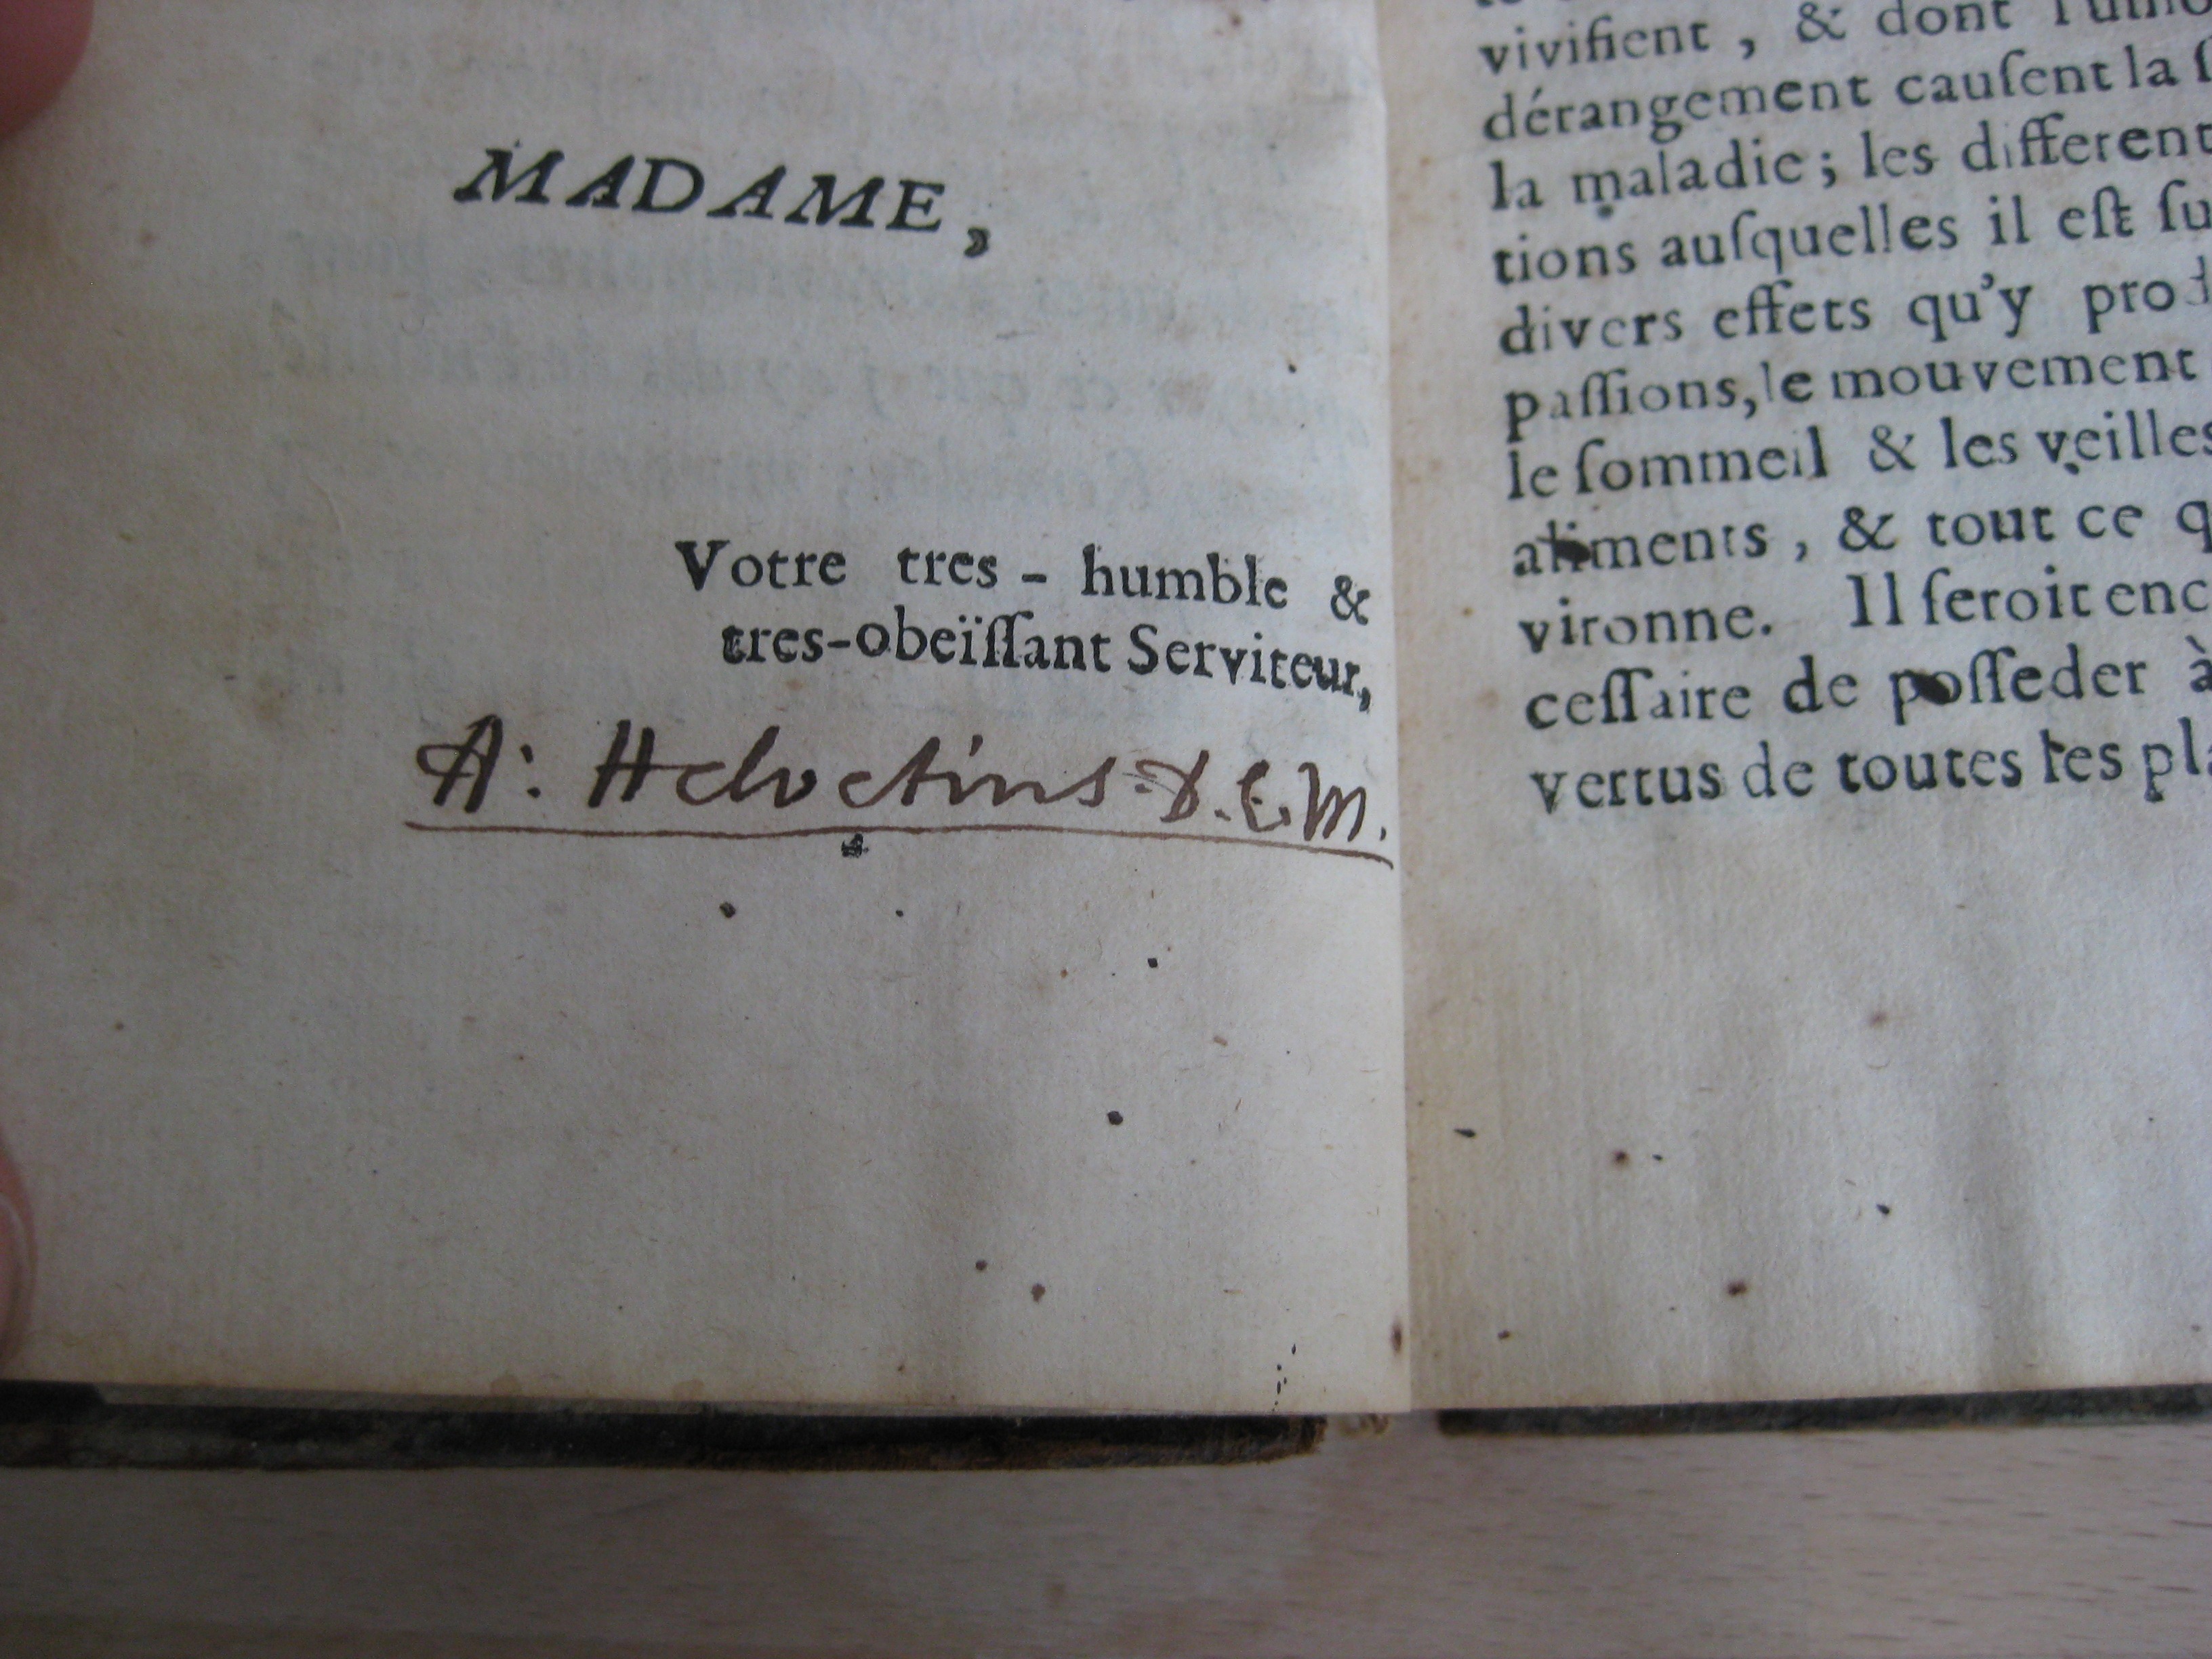 MADAME,
Votre tres-humble &
tres-obeïſſant Serviteur,
A: Helvetius. D.E.M.
vivifient, & dont
dérangement cauſent la
la maladie; les different
tions auſquelles il eſt
divers effets qu'y
paſſions, le mouvement
le ſommeil & les veilles
aliments, & tout ce
vironne. Il ſeroit
ceſſaire de poſſeder à
vertus de toutes les